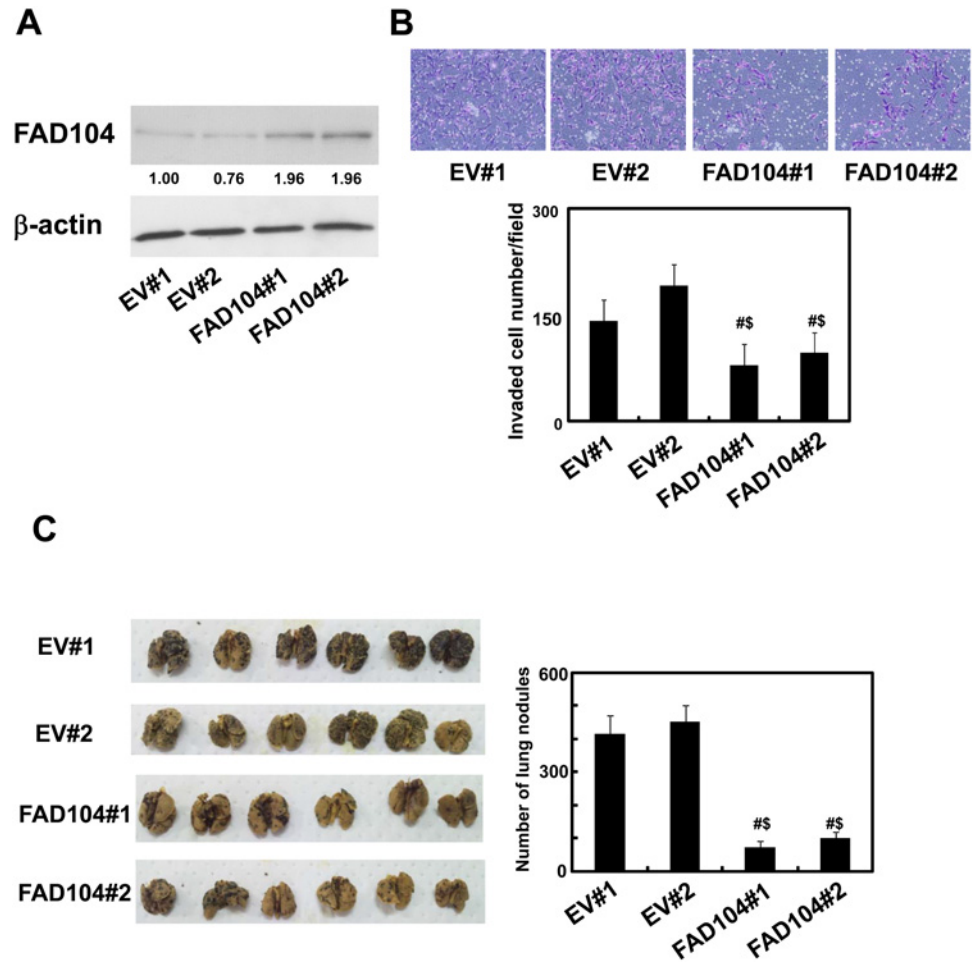 A
FAD104
1.00 0.76 1.96 1.96
β-actin
EV#1 EV#2 FAD104#1 FAD104#2
B
EV#1 EV#2 FAD104#1 FAD104#2
Invaded cell number/field
300
150
0
#$ #$
EV#1 EV#2 FAD104#1 FAD104#2
C
EV#1
EV#2
FAD104#1
FAD104#2
Number of lung nodules
600
300
0
#$ #$
EV#1 EV#2 FAD104#1 FAD104#2